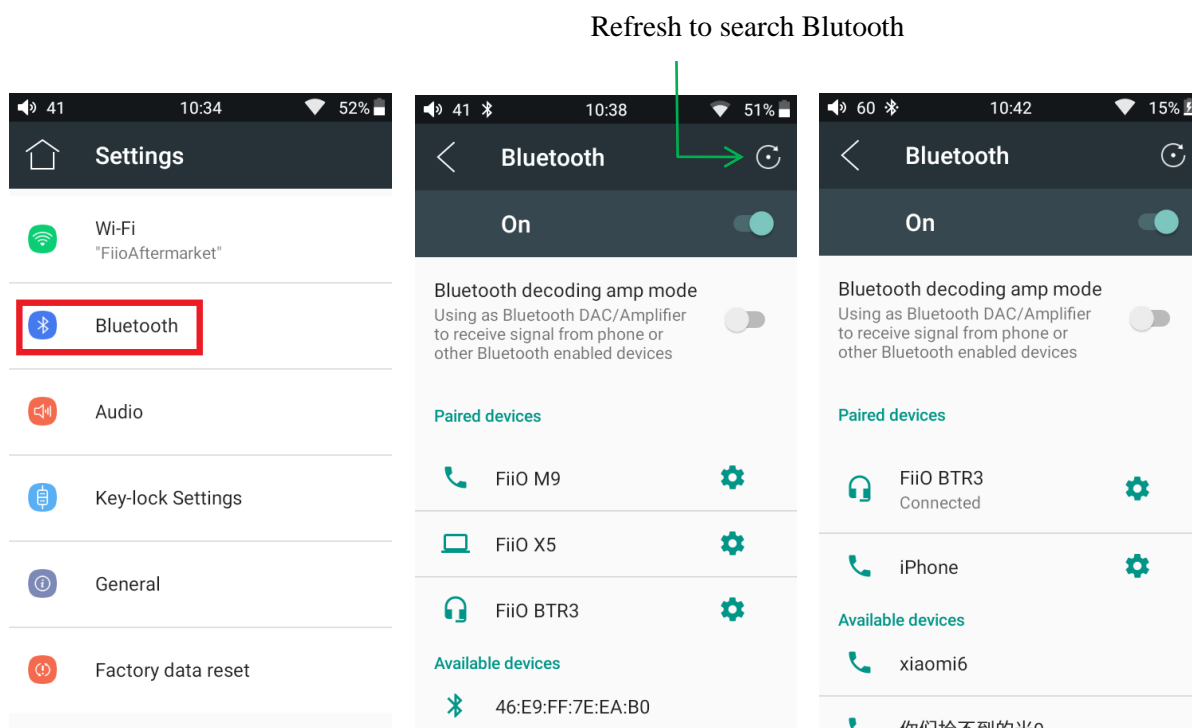 Refresh to search Blutooth
41 10:34 52%
Settings
Wi-Fi
"FiioAftermarket"
Bluetooth
Audio
Key-lock Settings
General
Factory data reset
41 10:38 51%
Bluetooth
On
Bluetooth decoding amp mode
Using as Bluetooth DAC/Amplifier
to receive signal from phone or
other Bluetooth enabled devices
Paired devices
FiiO M9
FiiO X5
FiiO BTR3
Available devices
46:E9:FF:7E:EA:B0
60 10:42 15%
Bluetooth
On
Bluetooth decoding amp mode
Using as Bluetooth DAC/Amplifier
to receive signal from phone or
other Bluetooth enabled devices
Paired devices
FiiO BTR3
Connected
iPhone
Available devices
xiaomi6